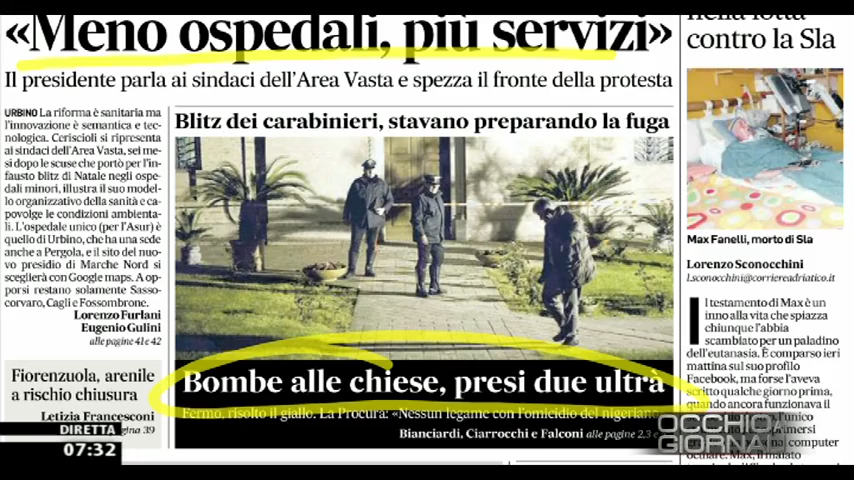 «Meno ospedali, più servizi»
Il presidente parla ai sindaci dell'Area Vasta e spezza il fronte della protesta
URBINO La riforma è sanitaria ma
l'innovazione è semantica e tec-
nologica. Ceriscioli si ripresenta
ai sindaci dell'Area Vasta, sei me-
si dopo le scuse che portò per l'in-
fausto blitz di Natale negli ospe-
dali minori, illustra il suo model-
lo organizzativo della sanità e ca-
povolge le condizioni ambienta-
li. L'ospedale unico (per l'Asur) è
quello di Urbino, che ha una sede
anche a Pergola, e il sito del nuo-
vo presidio di Marche Nord si
sceglierà con Google maps. A op-
porsi restano solamente Sasso-
corvaro, Cagli e Fossombrone.
Lorenzo Furlani
Eugenio Gulini
alle pagine 41 e 42
Fiorenzuola, arenile
a rischio chiusura
Letizia Francesconi
39
Blitz dei carabinieri, stavano preparando la fuga
Bombe alle chiese, presi due ultrà
Fermo, risolto il giallo. La Procura: «Nessun legame con l'omicidio del nigeriano
Bianciardi, Ciarrocchi e Falconi alle pagine 2,3 e
nella lotta
contro la Sla
Max Fanelli, morto di Sla
Lorenzo Sconocchini
l.sconocchini@corriereadriatico.it
Il testamento di Max è un
inno alla vita che spiazza
chiunque l'abbia
scambiato per un paladino
dell'eutanasia. È comparso ieri
mattina sul suo profilo
Facebook, ma forse l'aveva
scritto qualche giorno prima,
quando ancora funzionava il
l'unico
computer
oculare. Max, il malato
DIRETTA
07:32
OCCHIO
GIORNA